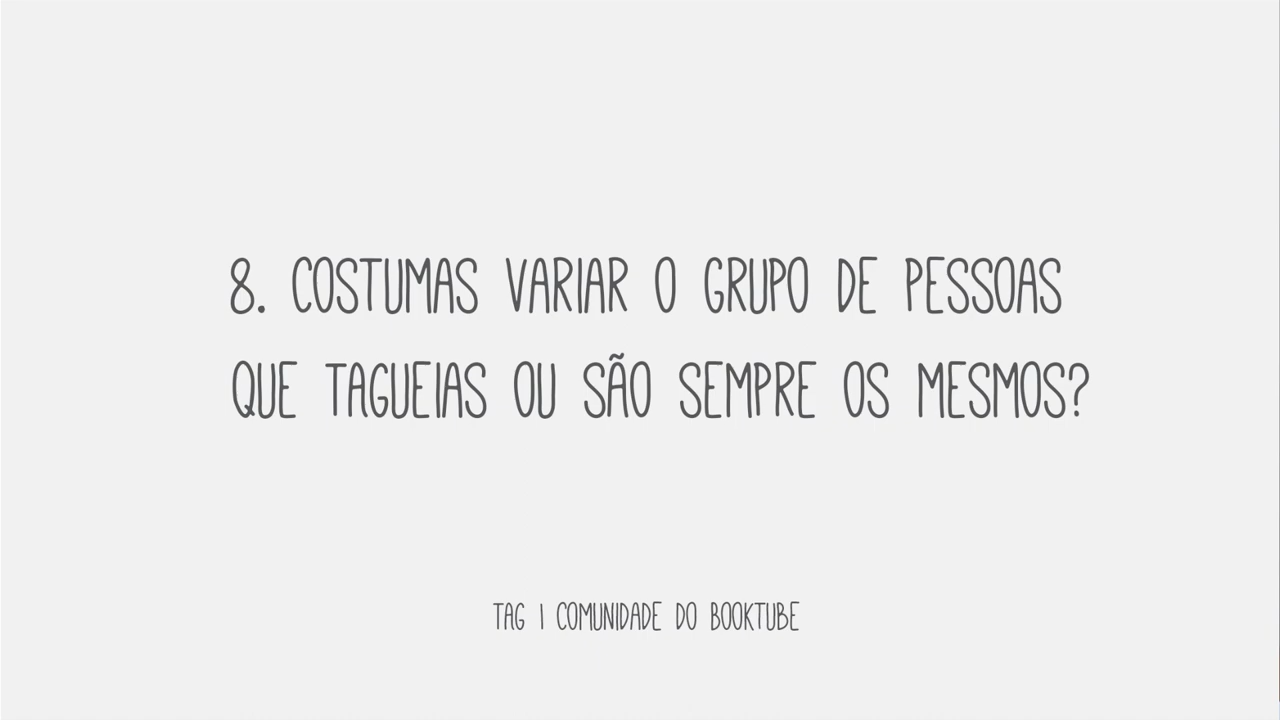 8. COSTUMAS VARIAR O GRUPO DE PESSOAS
QUE TAGUEIAS OU SÃO SEMPRE OS MESMOS?
TAG | COMUNIDADE DO BOOKTUBE